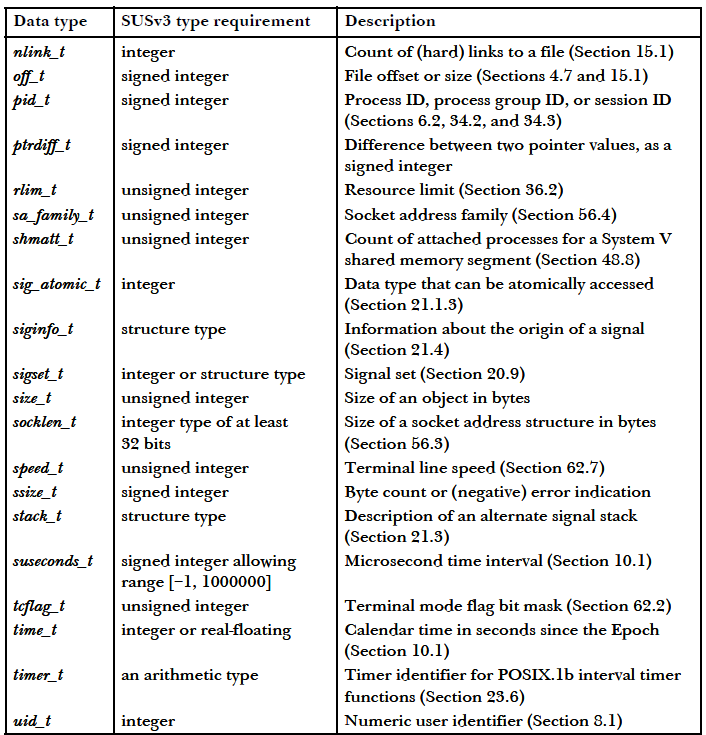 Data type SUSv3 type requirement Description
nlink_t integer Count of (hard) links to a file (Section 15.1)
off_t signed integer File offset or size (Sections 4.7 and 15.1)
pid_t signed integer Process ID, process group ID, or session ID
(Sections 6.2, 34.2, and 34.3)
ptrdiff_t signed integer Difference between two pointer values, as a
signed integer
rlim_t unsigned integer Resource limit (Section 36.2)
sa_family_t unsigned integer Socket address family (Section 56.4)
shmatt_t unsigned integer Count of attached processes for a System V
shared memory segment (Section 48.8)
sig_atomic_t integer Data type that can be atomically accessed
(Section 21.1.3)
siginfo_t structure type Information about the origin of a signal
(Section 21.4)
sigset_t integer or structure type Signal set (Section 20.9)
size_t unsigned integer Size of an object in bytes
socklen_t integer type of at least Size of a socket address structure in bytes
32 bits (Section 56.3)
speed_t unsigned integer Terminal line speed (Section 62.7)
ssize_t signed integer Byte count or (negative) error indication
stack_t structure type Description of an alternate signal stack
(Section 21.3)
suseconds_t signed integer allowing Microsecond time interval (Section 10.1)
range [−1, 1000000]
tcflag_t unsigned integer Terminal mode flag bit mask (Section 62.2)
time_t integer or real-floating Calendar time in seconds since the Epoch
(Section 10.1)
timer_t an arithmetic type Timer identifier for POSIX.1b interval timer
functions (Section 23.6)
uid_t integer Numeric user identifier (Section 8.1)